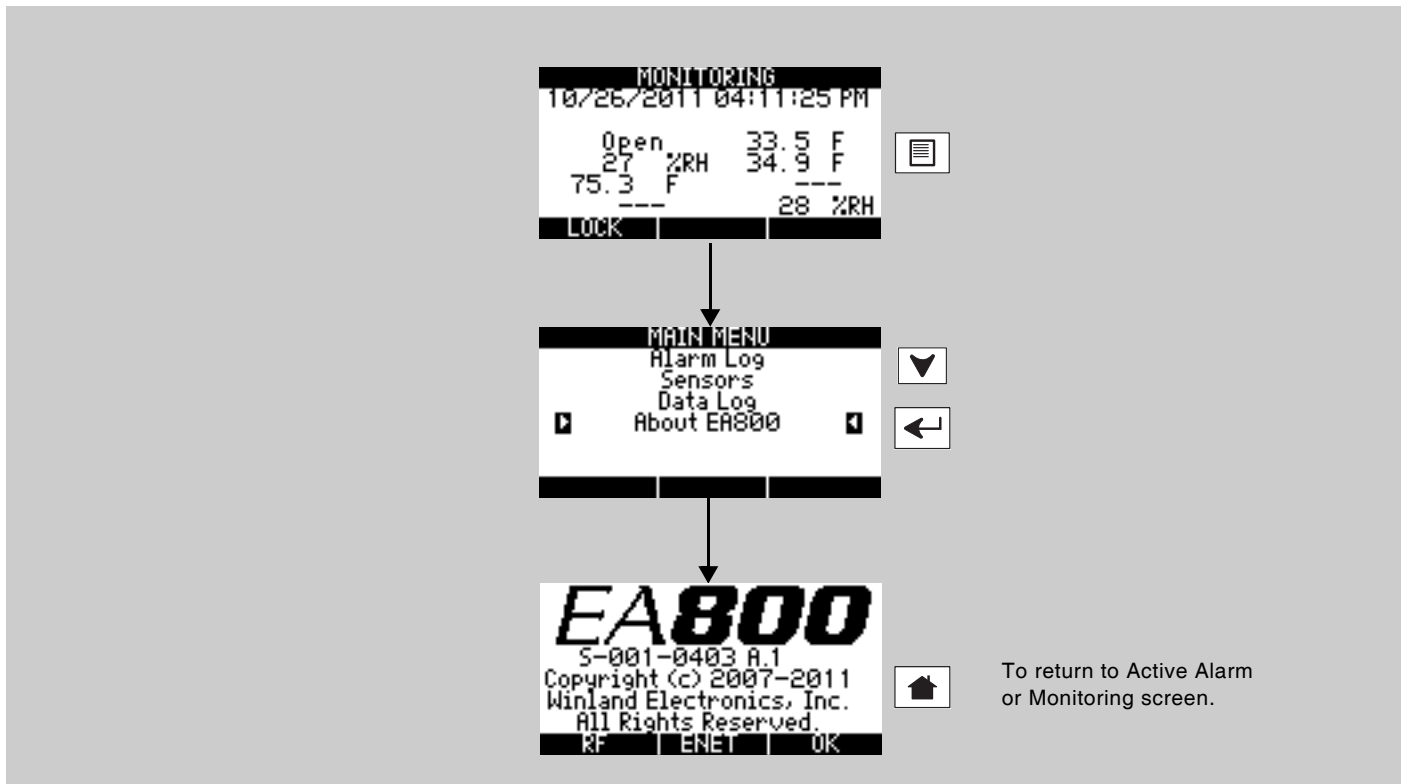 MONITORING
10/26/2011 04:11:25 PM
Open 33.5 F
27 %RH 34.9 F
75.3 F ---
--- 28 %RH
LOCK
MAIN MENU
Alarm Log
Sensors
Data Log
About EA800
EA800
S-001-0403 A.1
Copyright (c) 2007-2011
Winland Electronics, Inc.
All Rights Reserved.
RF ENET OK
To return to Active Alarm
or Monitoring screen.